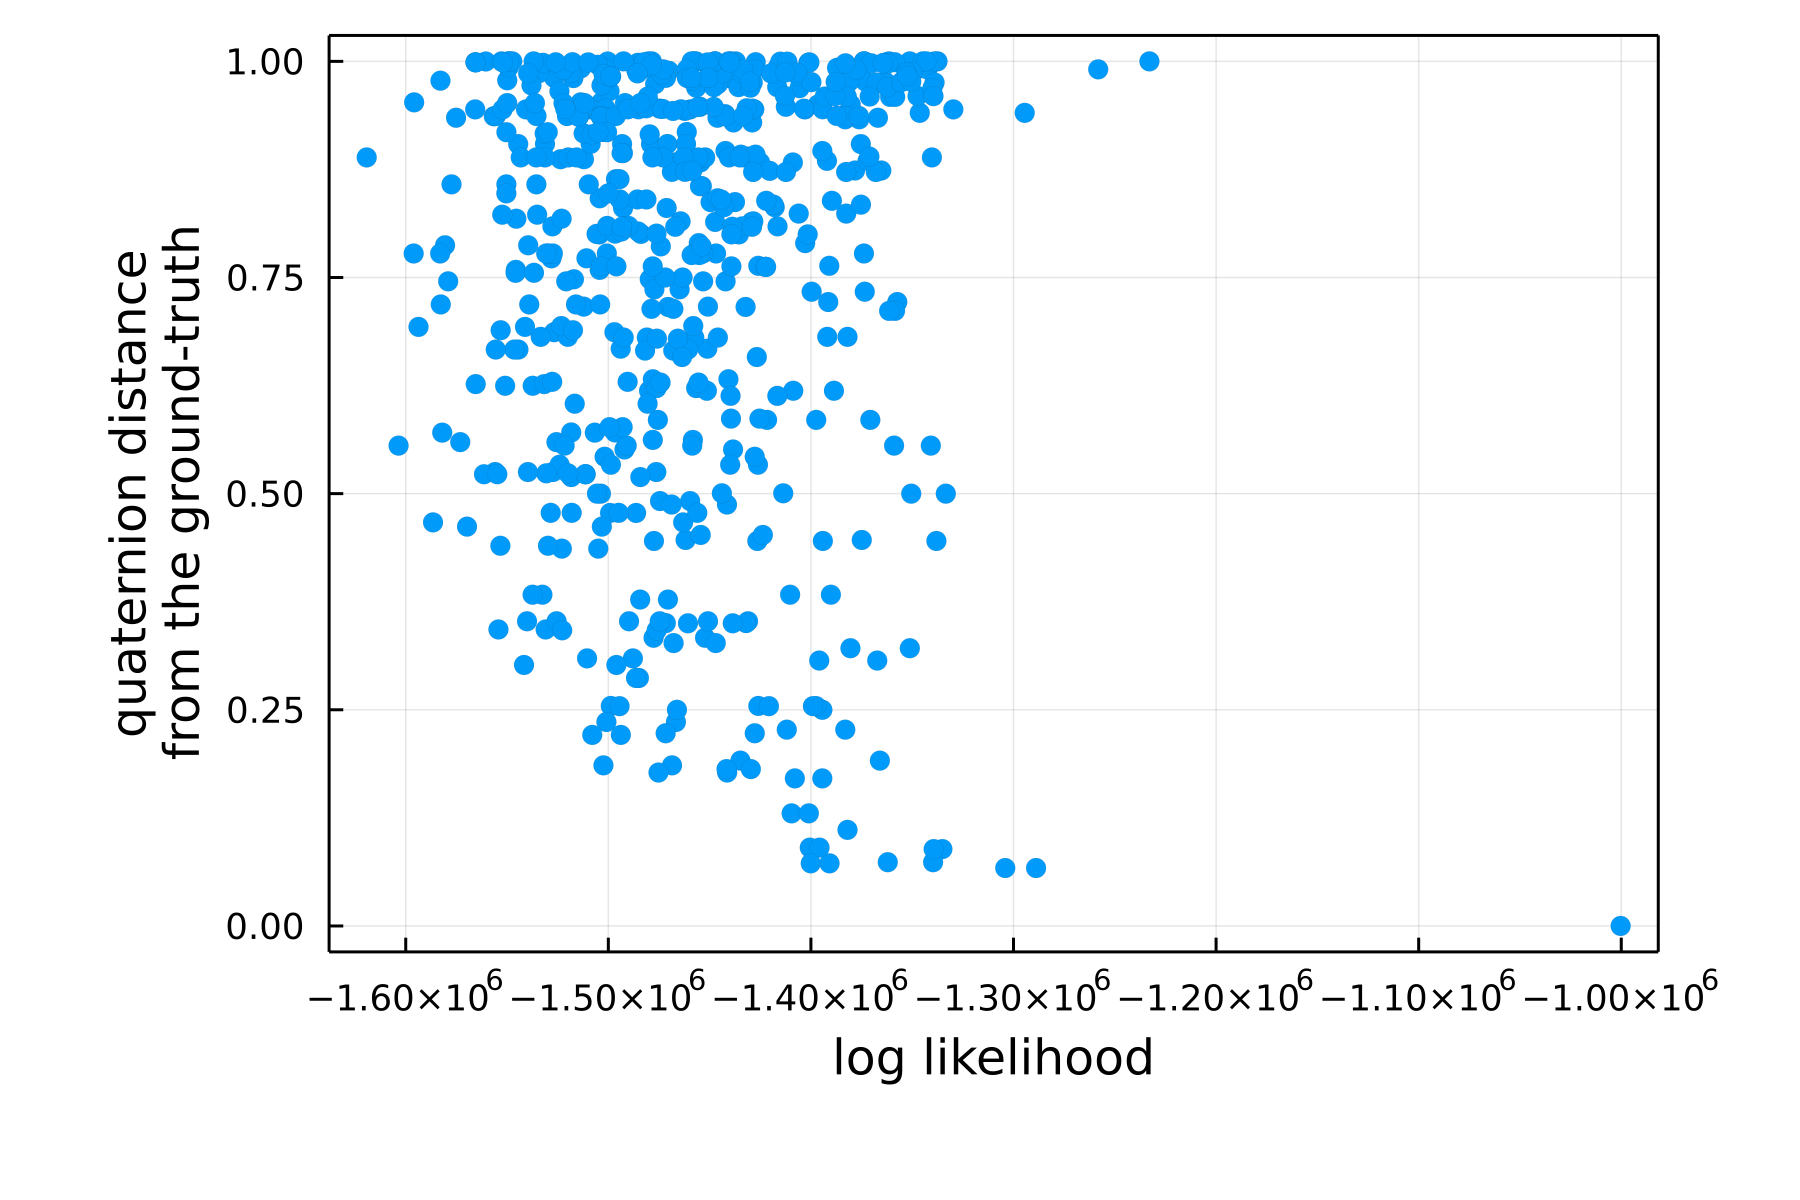 1.00
0.75
0.50
0.25
0.00
quaternion distance
from the ground-truth
−1.60×10⁶ −1.50×10⁶ −1.40×10⁶ −1.30×10⁶ −1.20×10⁶ −1.10×10⁶ −1.00×10⁶
log likelihood